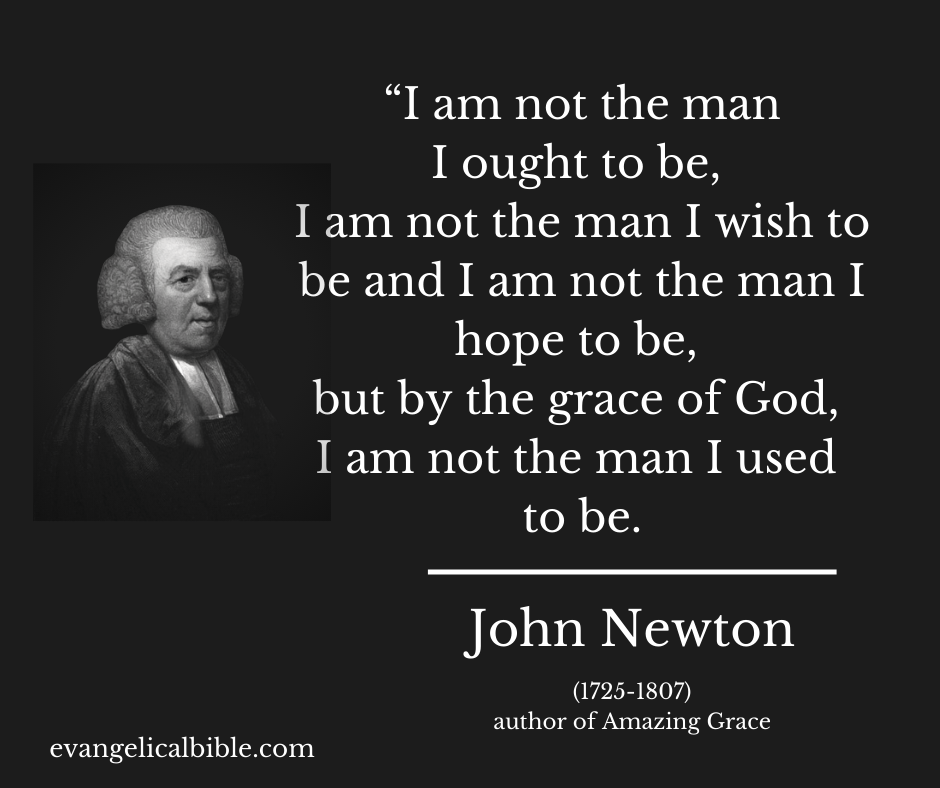 “I am not the man
I ought to be,
I am not the man I wish to
be and I am not the man I
hope to be,
but by the grace of God,
I am not the man I used
to be.
John Newton
(1725-1807)
author of Amazing Grace
evangelicalbible.com